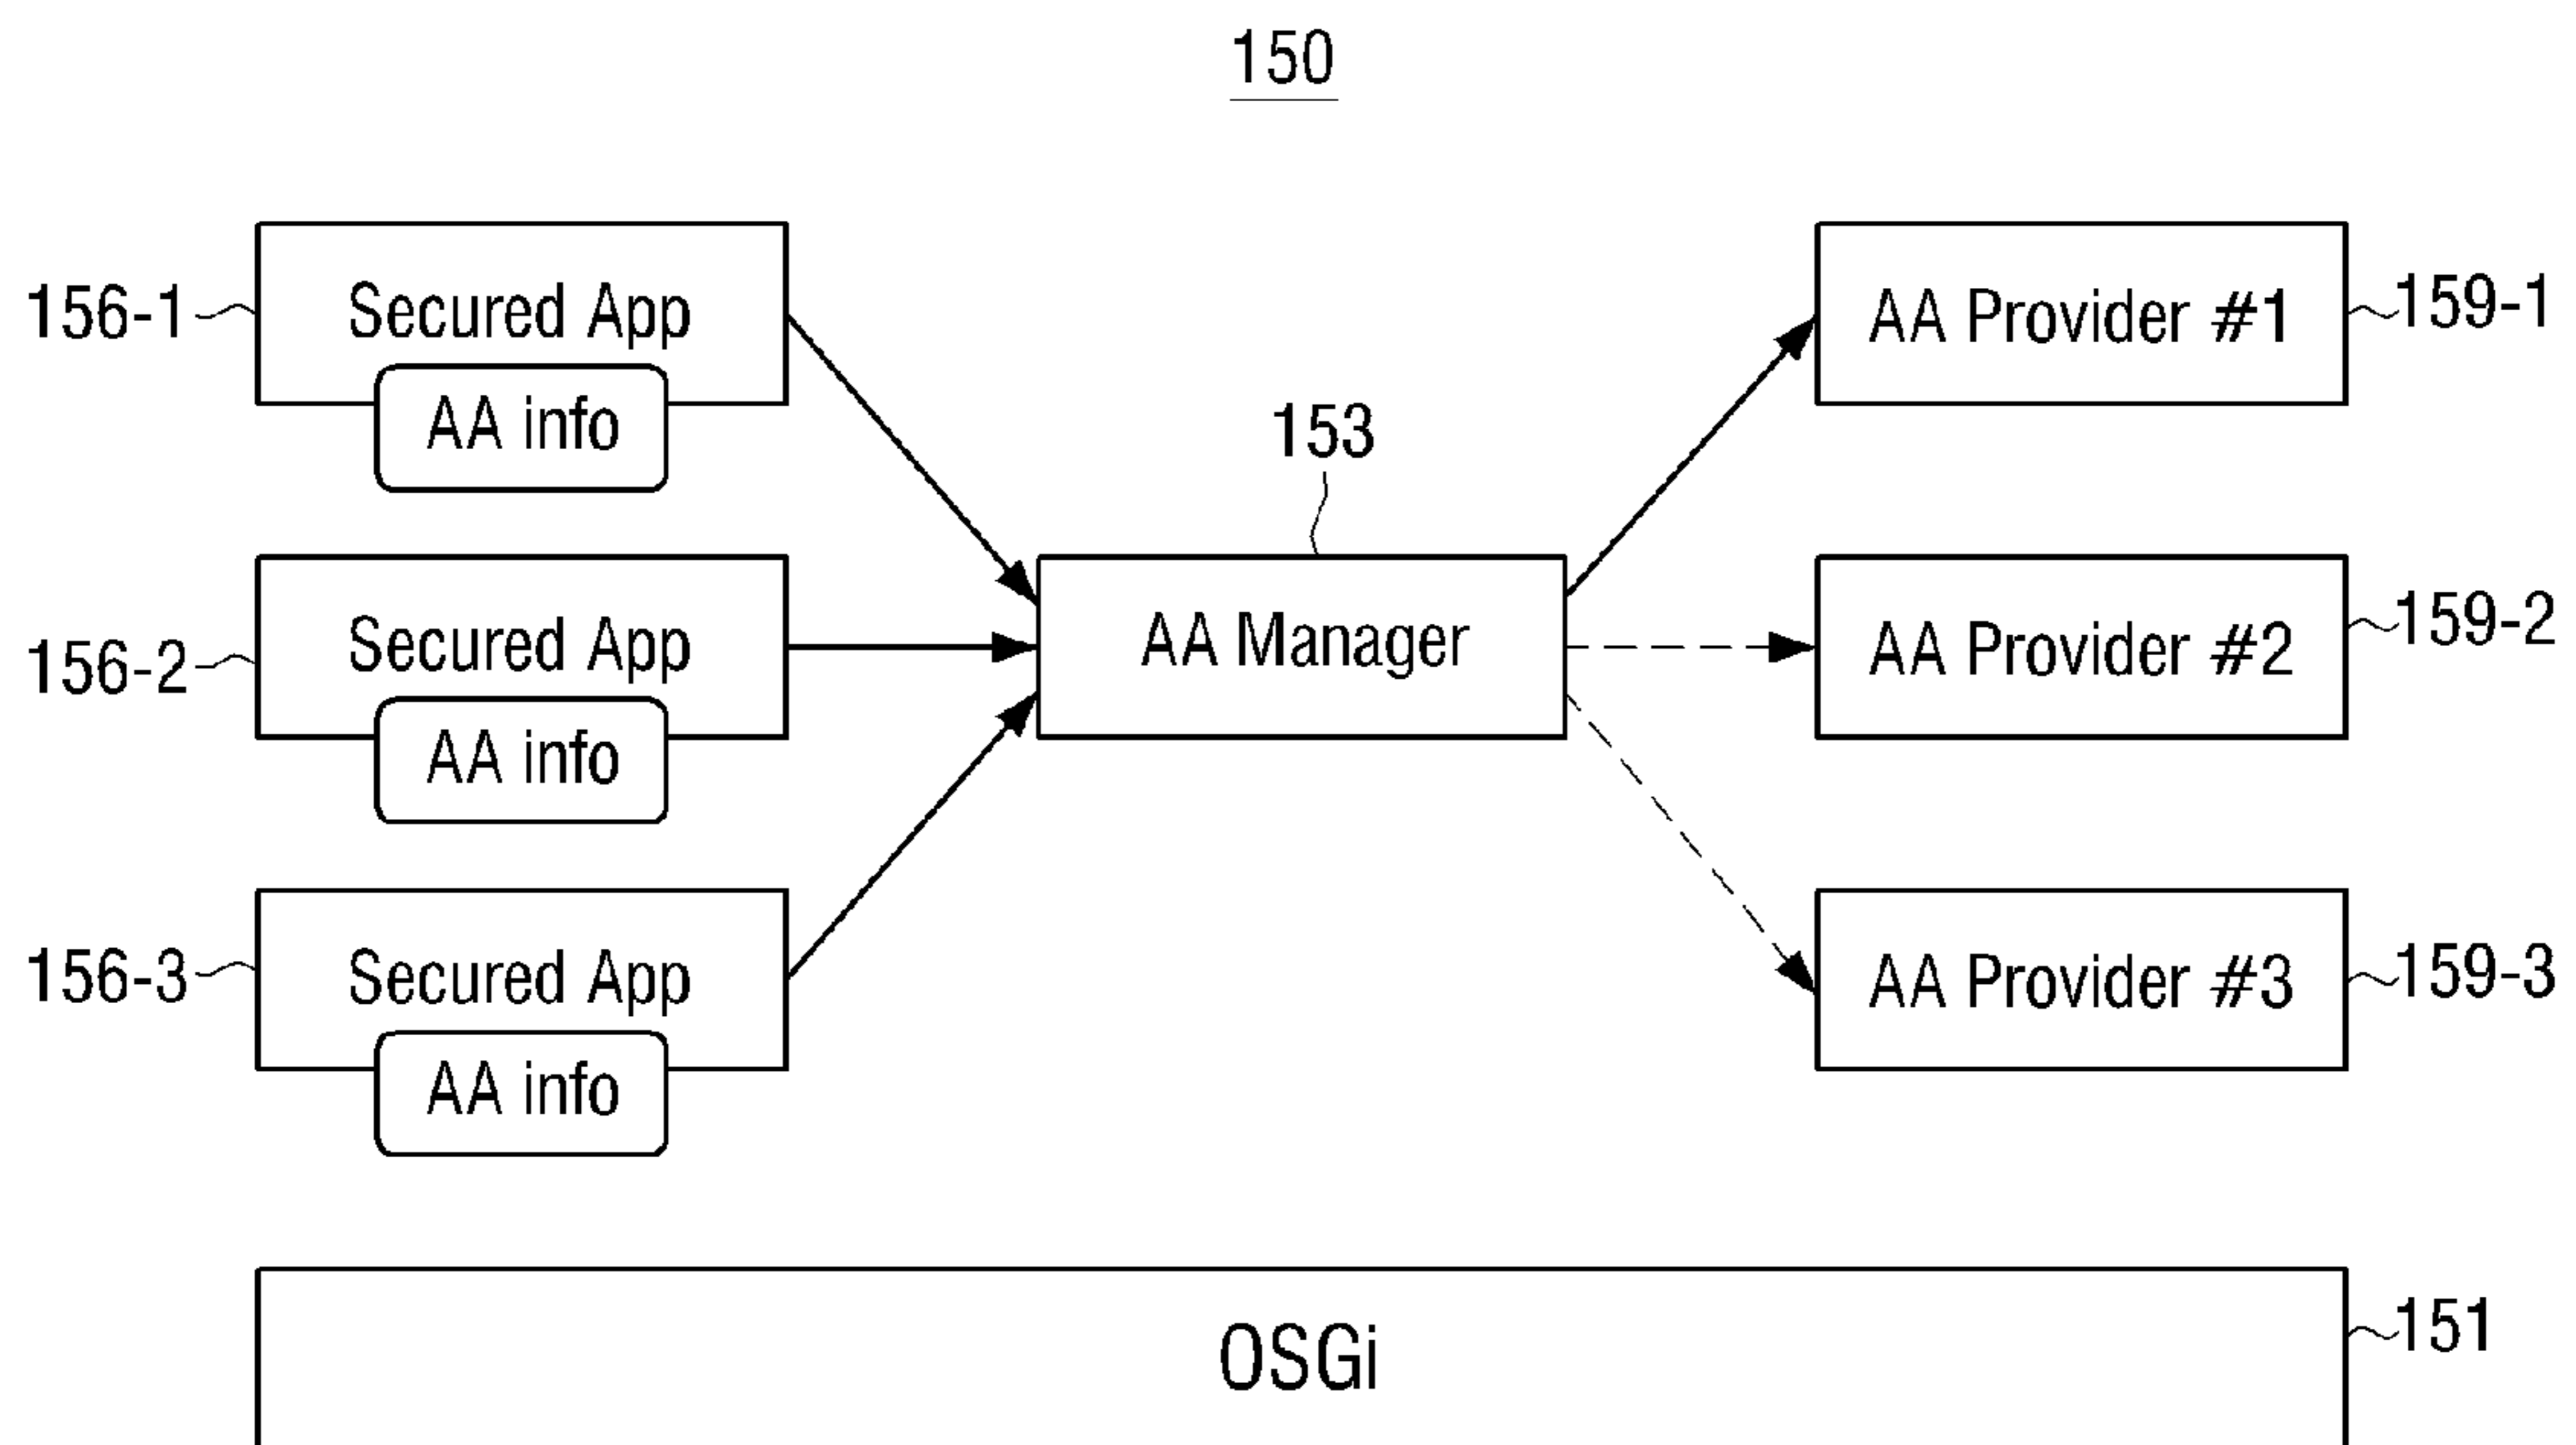 150
156-1
Secured App
AA info
AA Provider #1
159-1
153
156-2
Secured App
AA info
AA Manager
AA Provider #2
159-2
156-3
Secured App
AA info
AA Provider #3
159-3
OSGi
151